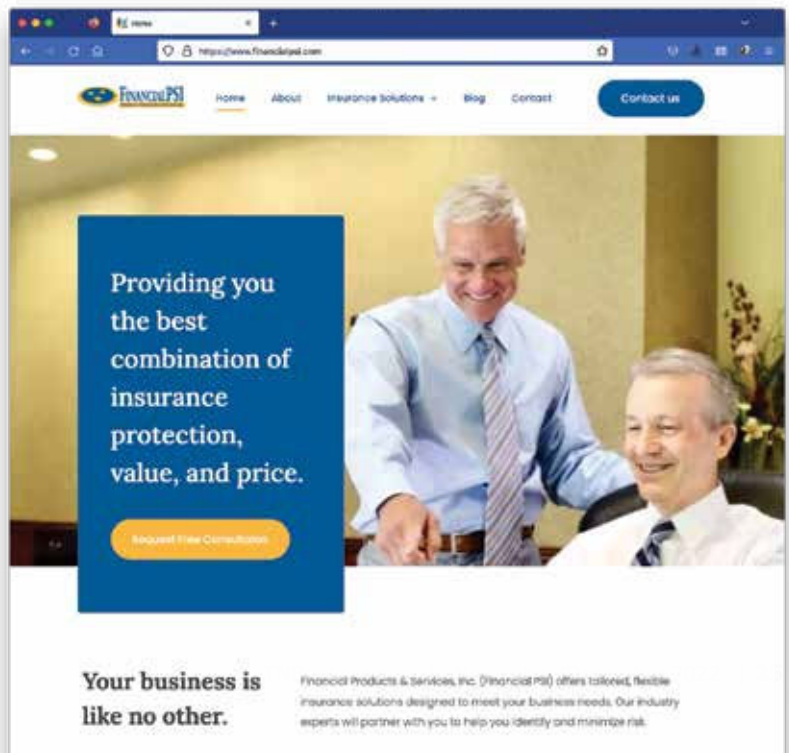 Home
https://www.financialpsi.com
FINANCIALPSI
Home About Insurance Solutions Blog Contact
Contact us
Providing you
the best
combination of
insurance
protection,
value, and price.
Request Free Consultation
Your business is
like no other.
Financial Products & Services, Inc. (Financial PSI) offers tailored, flexible
insurance solutions designed to meet your business needs. Our industry
experts will partner with you to help you identify and minimize risk.